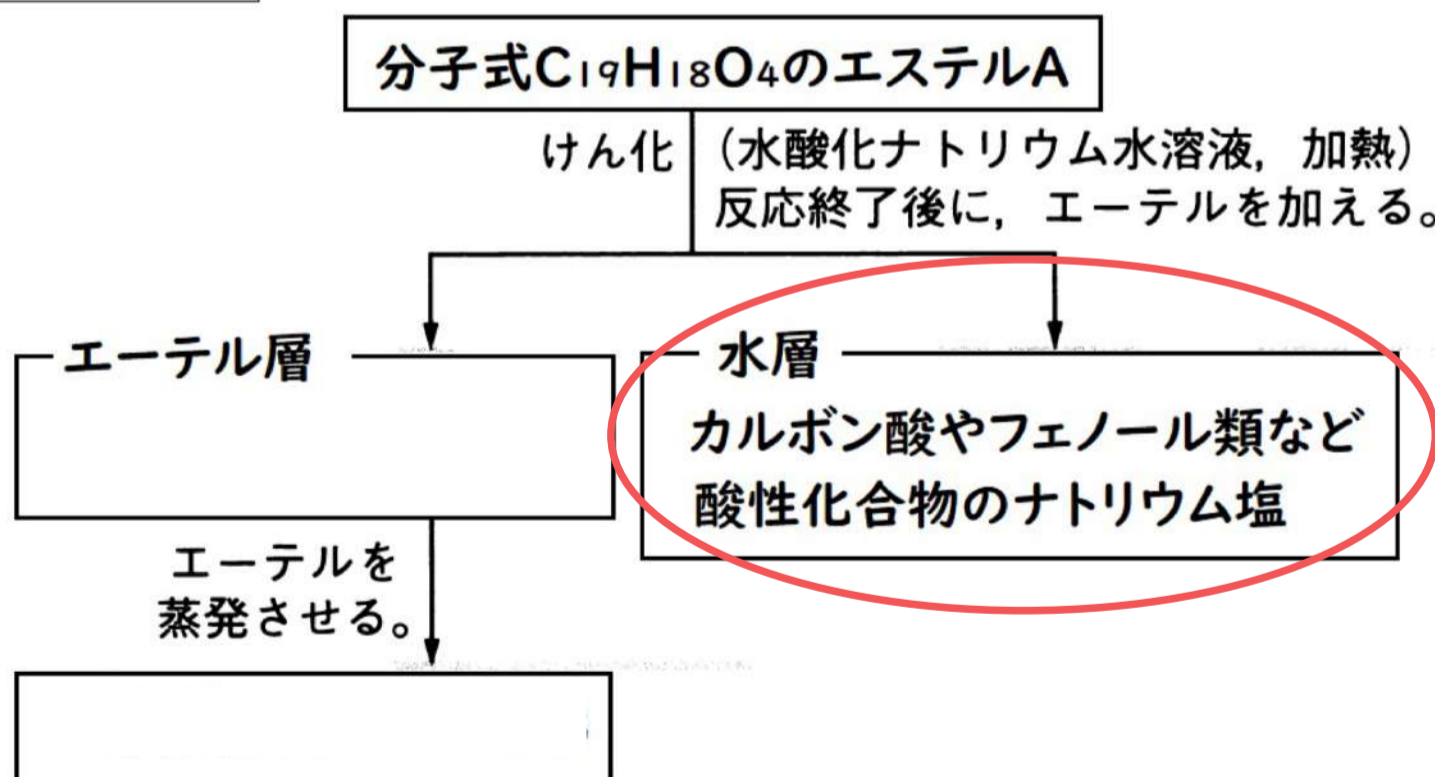 分子式C₁₉H₁₈O₄のエステルA
けん化
(水酸化ナトリウム水溶液, 加熱)
反応終了後に, エーテルを加える。
エーテル層
水層
カルボン酸やフェノール類など
酸性化合物のナトリウム塩
エーテルを
蒸発させる。